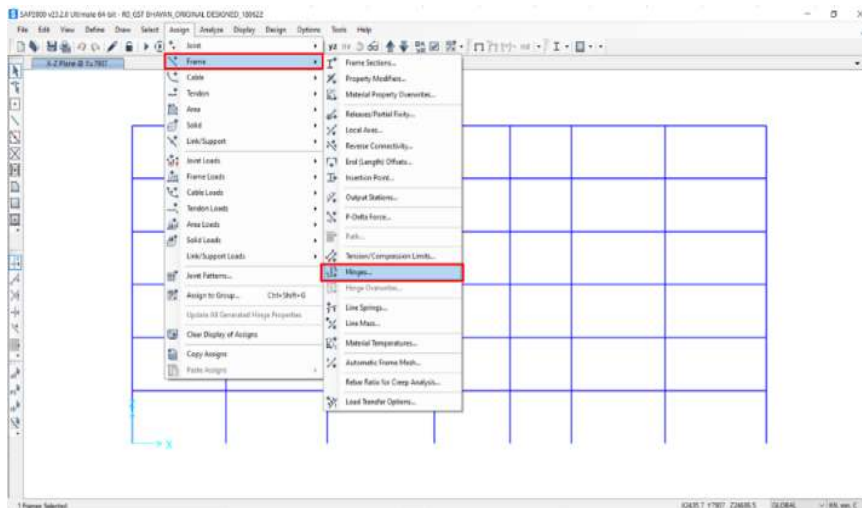 SAP2000 v23.2.0 Ultimate 64-bit - RD_GST BHAVAN_ORIGINAL DESIGNED_180622
File Edit View Define Draw Select Assign Analyze Display Design Options Tools Help
X-Z Plane @ Y=7907
Joint
Frame
Cable
Tendon
Area
Solid
Link/Support
Joint Loads
Frame Loads
Cable Loads
Tendon Loads
Area Loads
Solid Loads
Link/Support Loads
Joint Patterns...
Assign to Group... Ctrl+Shift+G
Update All Generated Hinge Properties
Clear Display of Assigns
Copy Assigns
Paste Assigns
Frame Sections...
Property Modifiers...
Material Property Overwrites...
Releases/Partial Fixity...
Local Axes...
Reverse Connectivity...
End (Length) Offsets...
Insertion Point...
Output Stations...
P-Delta Force...
Path...
Tension/Compression Limits...
Hinges...
Hinge Overwrites...
Line Springs...
Line Mass...
Material Temperatures...
Automatic Frame Mesh...
Rebar Ratio for Creep Analysis...
Load Transfer Options...
X
1 Frames Selected
GLOBAL